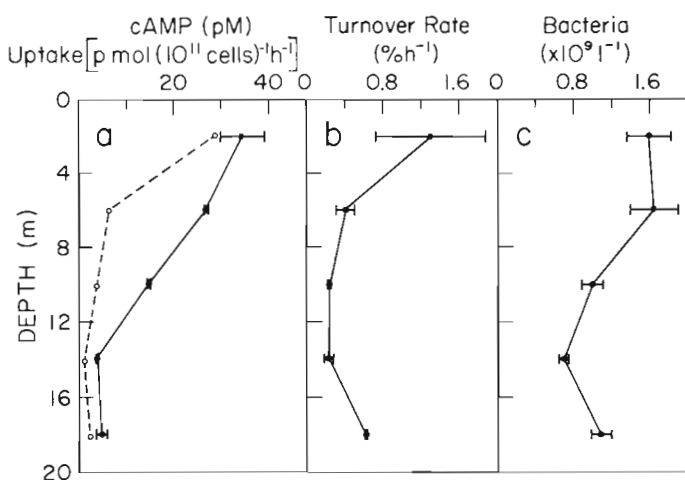 cAMP (pM)
Uptake [p mol (10¹¹ cells)⁻¹h⁻¹]
20 40
Turnover Rate
(%h⁻¹)
0 0.8 1.6
Bacteria
(x10⁹ l⁻¹)
0 0.8 1.6
DEPTH (m)
0
4
8
12
16
20
a
b
c